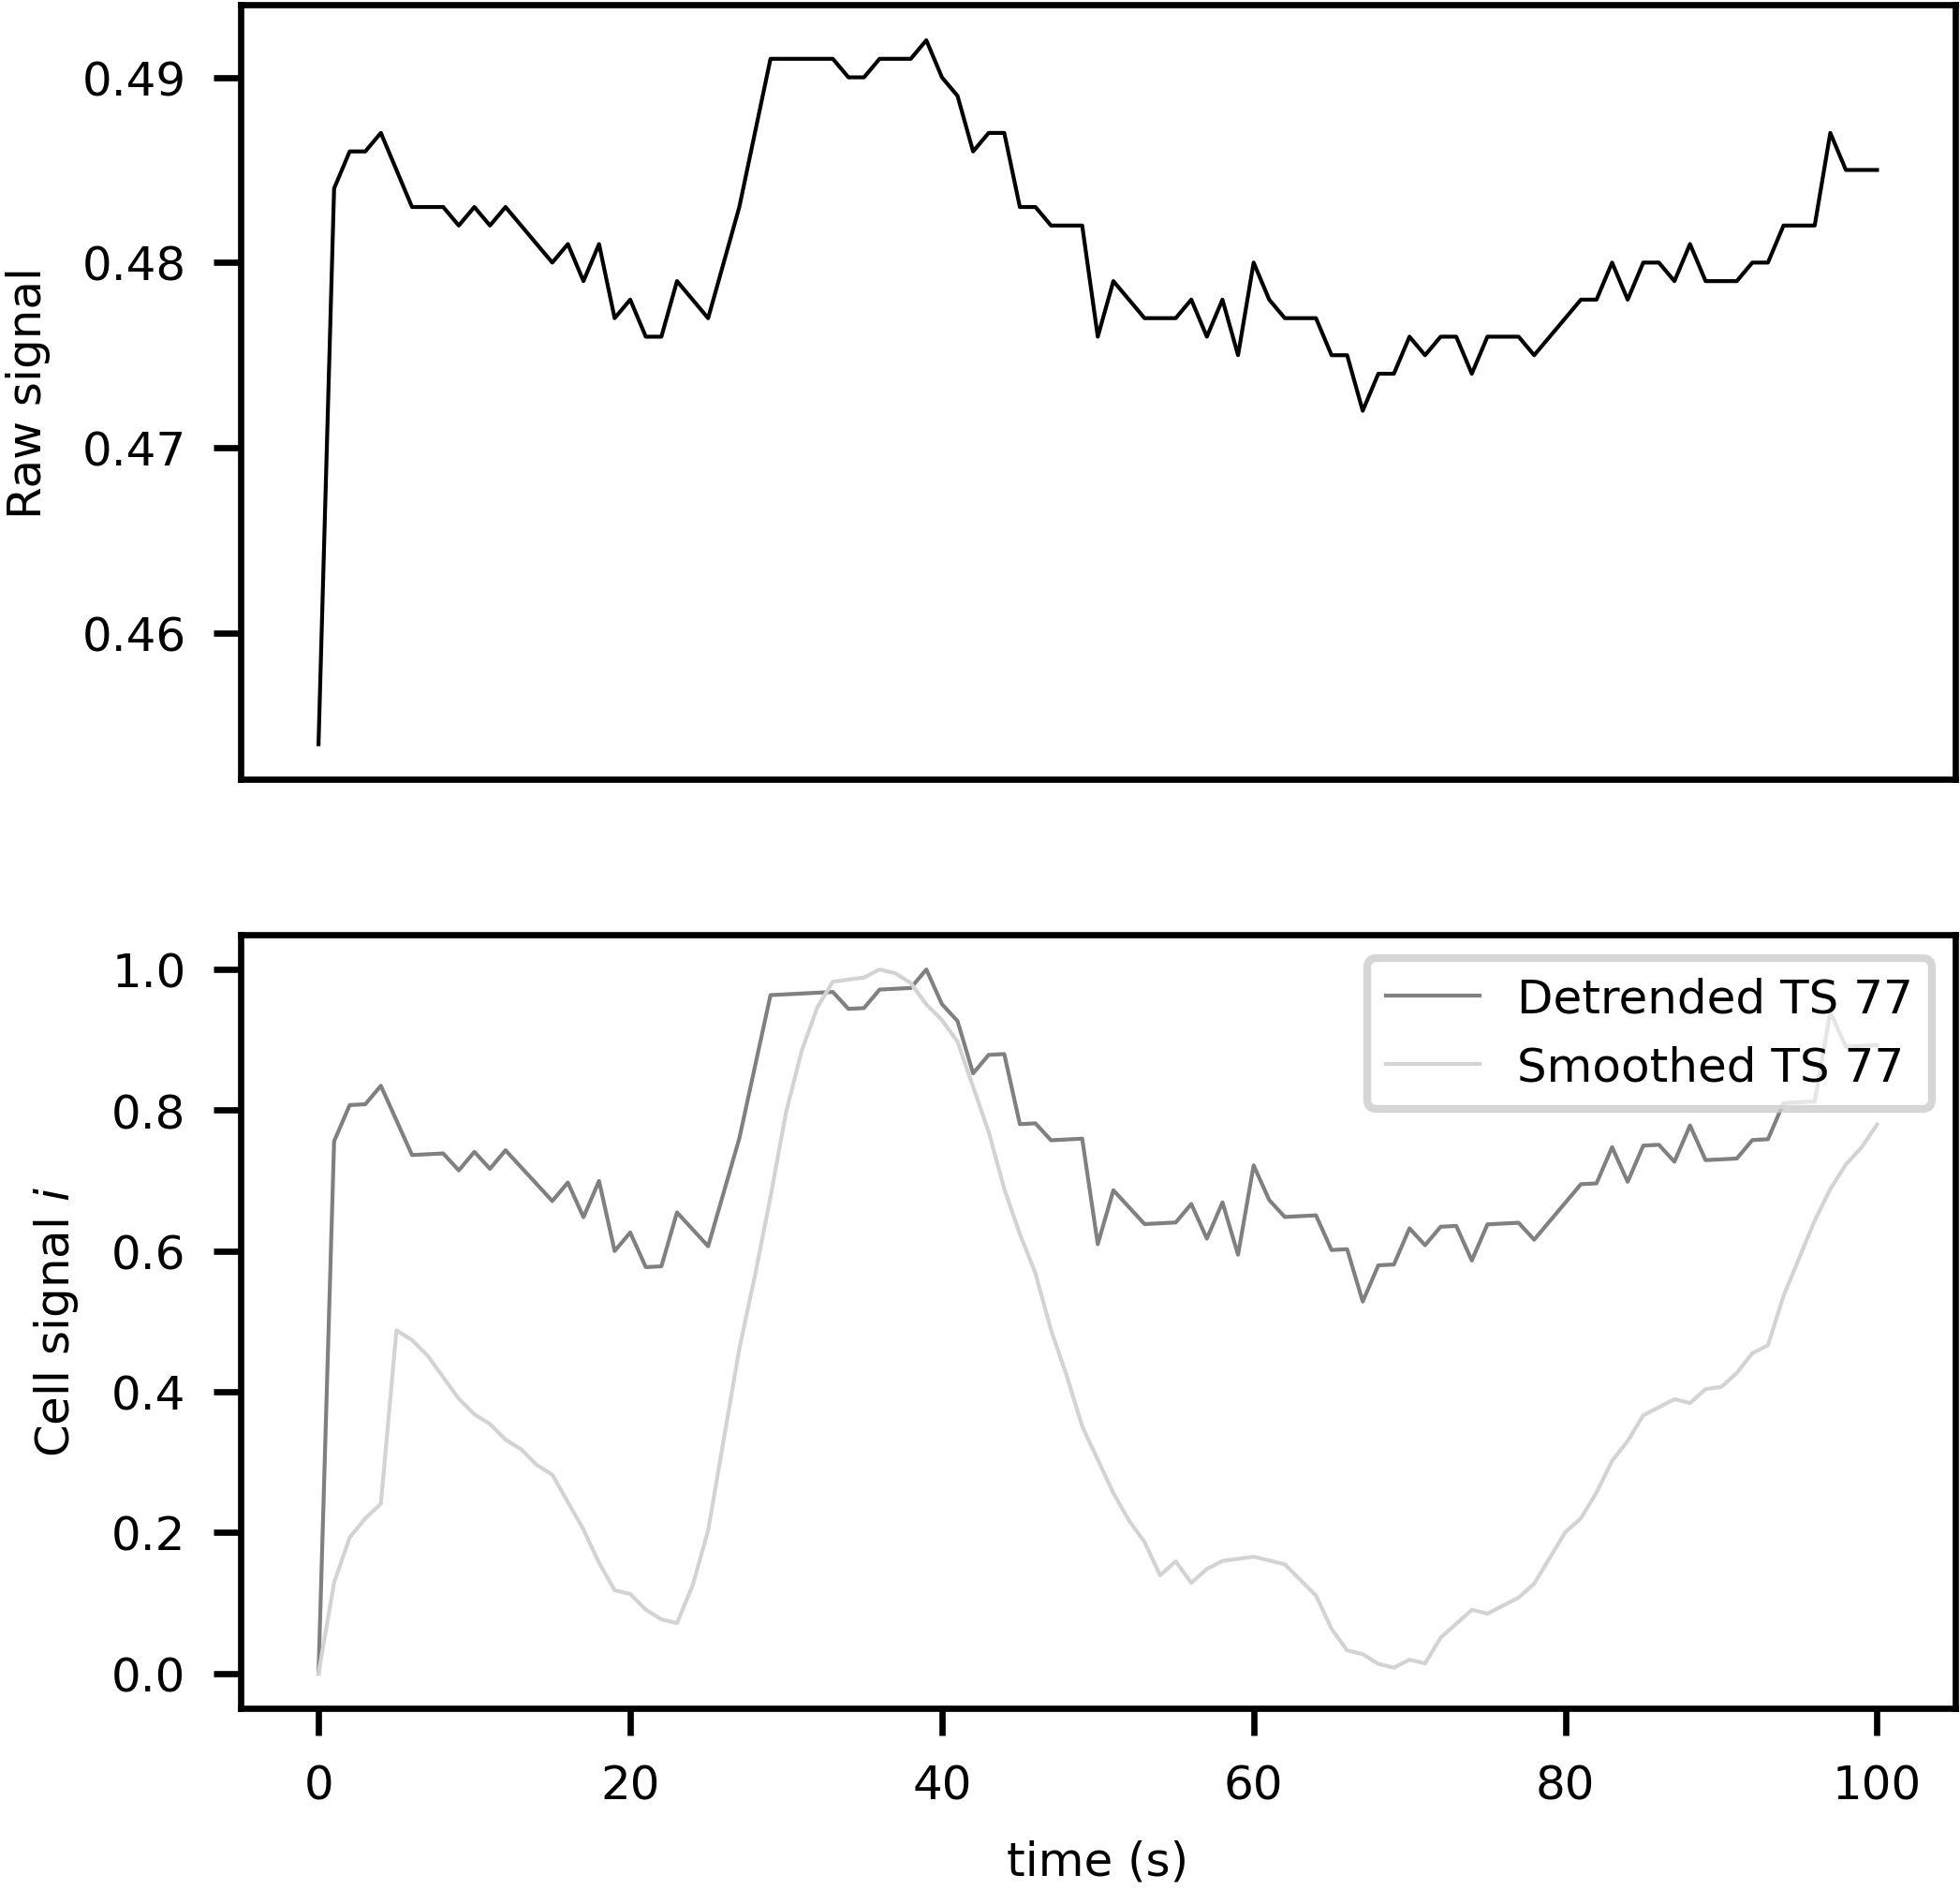 0.49
0.48
0.47
0.46
Raw signal
1.0
0.8
0.6
0.4
0.2
0.0
Cell signal i
Detrended TS 77
Smoothed TS 77
0 20 40 60 80 100
time (s)